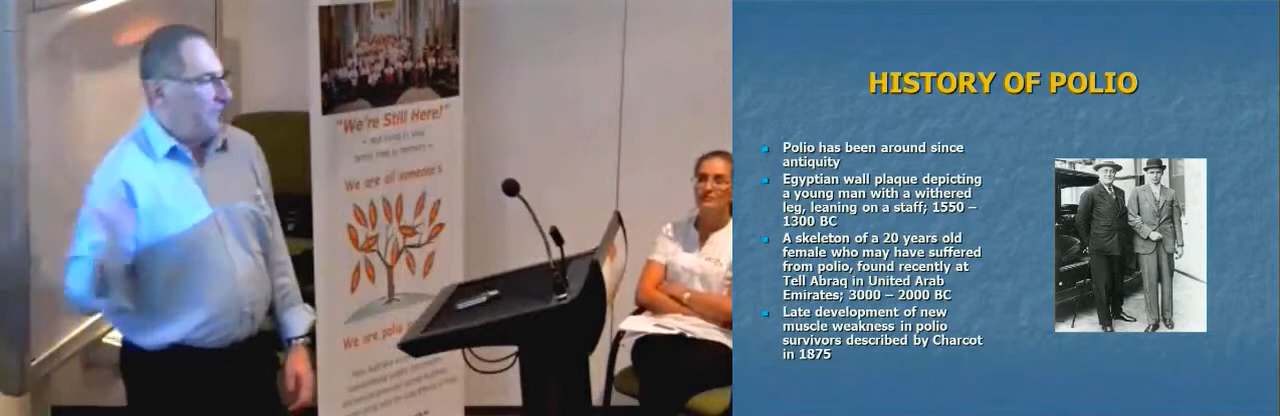 "We're Still Here!"
We are all someone's
We are polio
HISTORY OF POLIO
Polio has been around since
antiquity
Egyptian wall plaque depicting
a young man with a withered
leg, leaning on a staff; 1550 –
1300 BC
A skeleton of a 20 years old
female who may have suffered
from polio, found recently at
Tell Abraq in United Arab
Emirates; 3000 – 2000 BC
Late development of new
muscle weakness in polio
survivors described by Charcot
in 1875